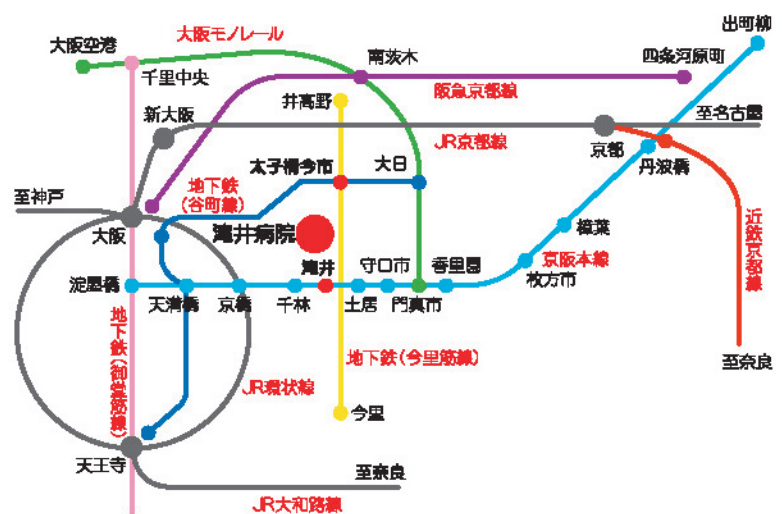 出町柳
大阪モノレール
大阪空港
南茨木
四条河原町
千里中央
阪急京都線
井高野
新大阪
至名古屋
JR京都線
京都
丹波橋
太子橋今市
大日
地下鉄
(谷町線)
至神戸
大阪
滝井病院
樟葉
近鉄京都線
滝井
守口市
香里園
京阪本線
枚方市
淀屋橋
天満橋
京橋
千林
土居
門真市
地下鉄(御堂筋線)
地下鉄(今里筋線)
至奈良
JR環状線
今里
天王寺
至奈良
JR大和路線